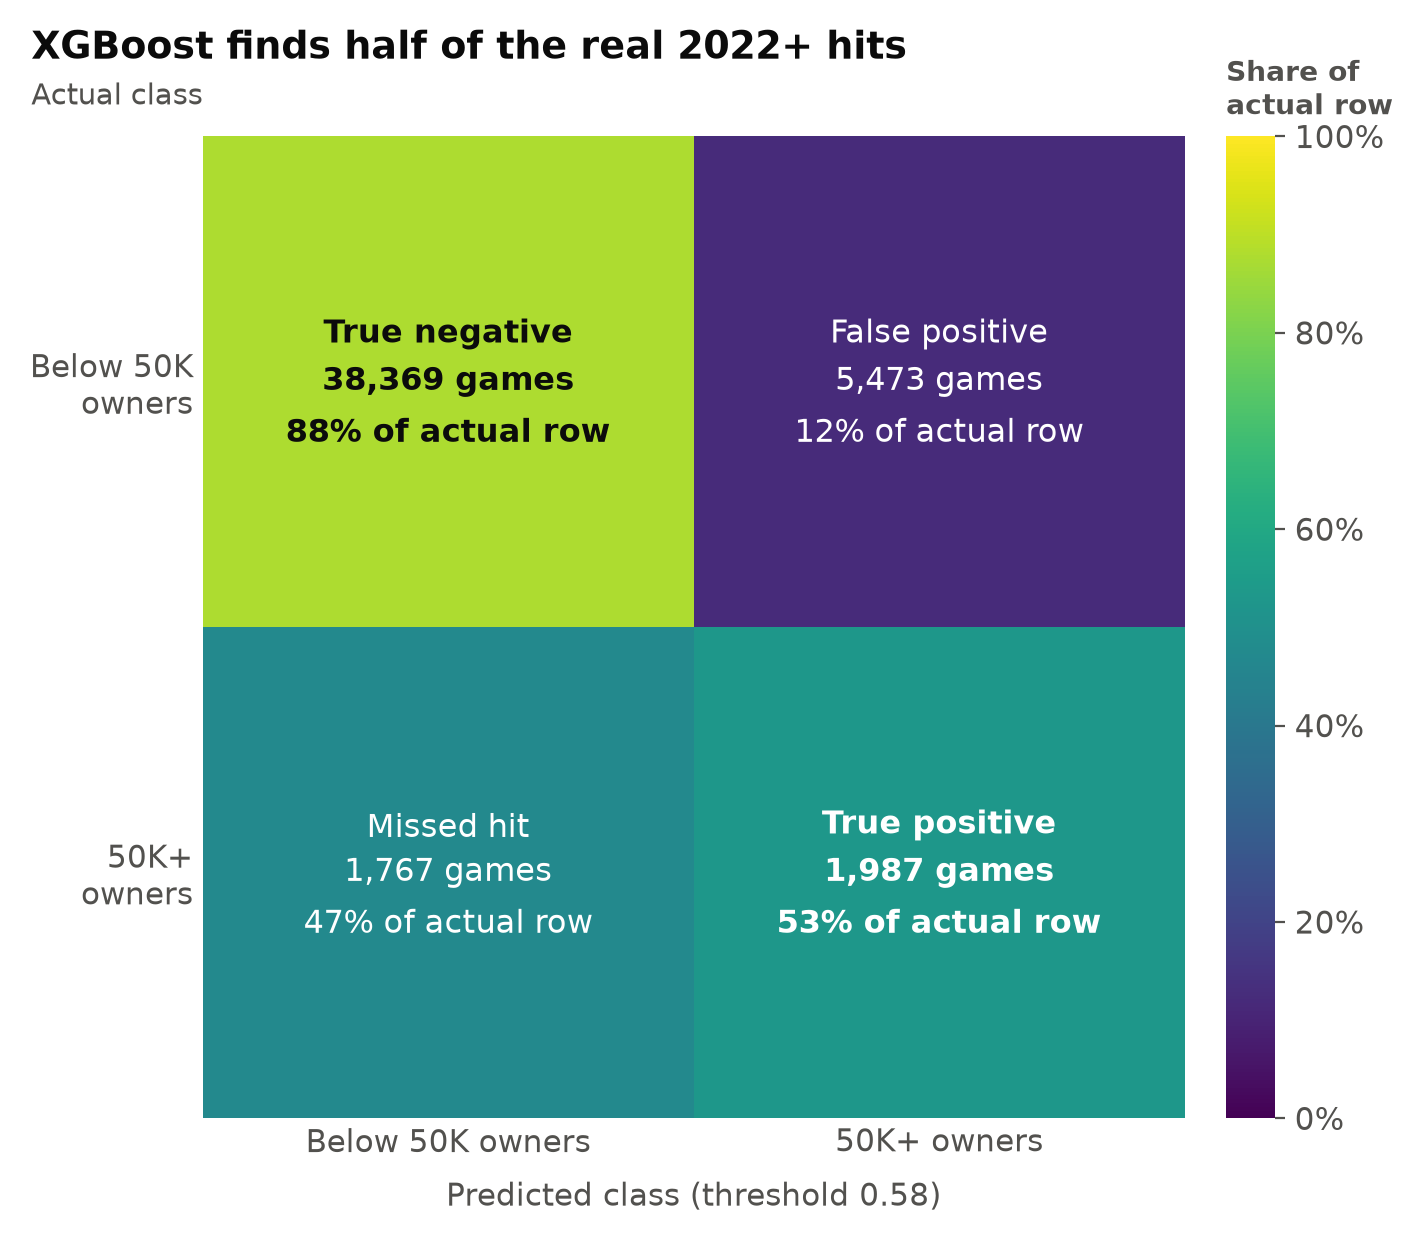 XGBoost finds half of the real 2022+ hits
Actual class
Share of
actual row
100%
80%
60%
40%
20%
0%
Below 50K
owners
True negative
38,369 games
88% of actual row
False positive
5,473 games
12% of actual row
50K+
owners
Missed hit
1,767 games
47% of actual row
True positive
1,987 games
53% of actual row
Below 50K owners
50K+ owners
Predicted class (threshold 0.58)